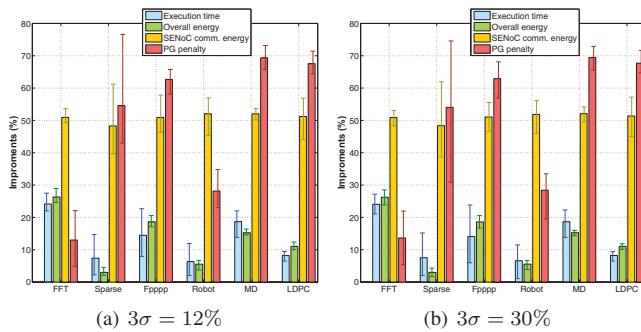 Execution time
Overall energy
SENoC comm. energy
PG penalty
Improments (%)
80
70
60
50
40
30
20
10
0
FFT Sparse Fpppp Robot MD LDPC
(a) 3σ = 12%
Execution time
Overall energy
SENoC comm. energy
PG penalty
Improments (%)
80
70
60
50
40
30
20
10
0
FFT Sparse Fpppp Robot MD LDPC
(b) 3σ = 30%